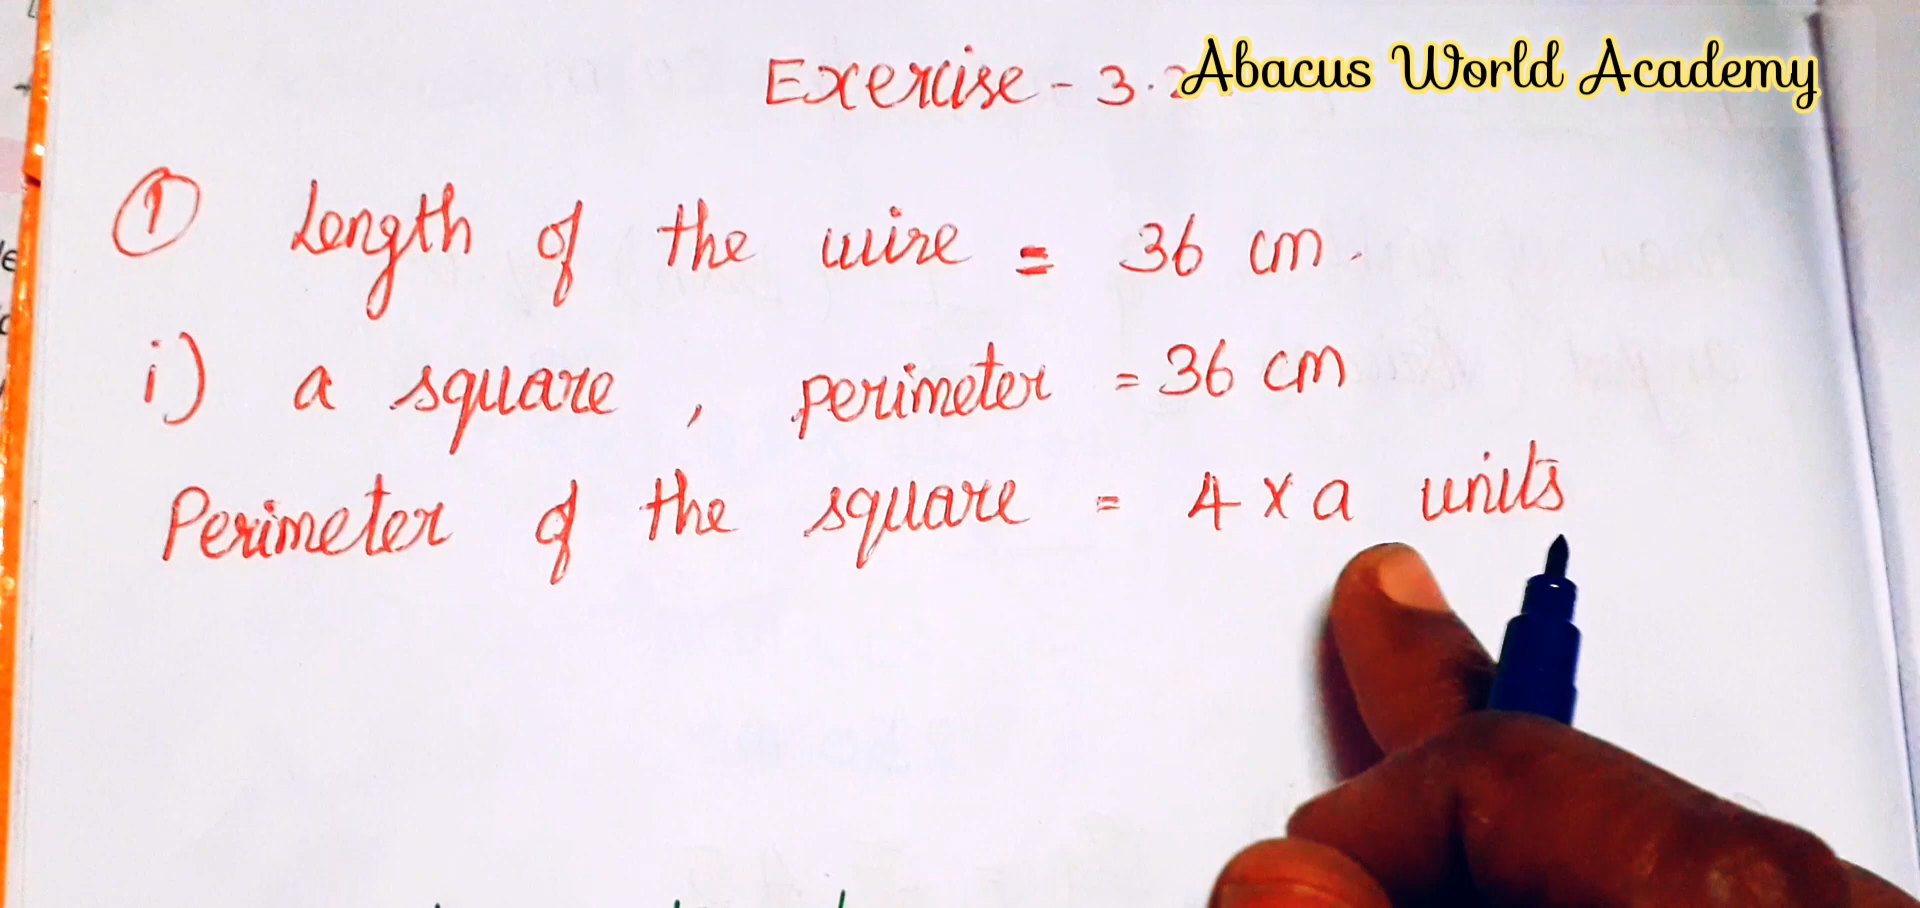 Exercise - 3.2 Abacus World Academy
① Length of the wire = 36 cm.
i) a square, perimeter = 36 cm
Perimeter of the square = 4 x a units